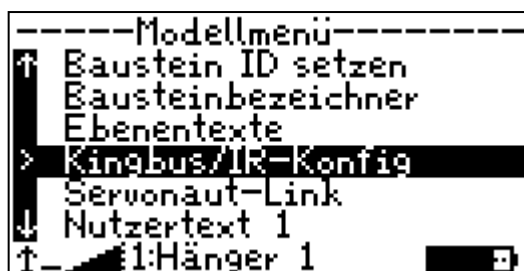 Modellmenü
Baustein ID setzen
Bausteinbezeichner
Ebenentexte
> Kingbus/IR-Konfig
Servonaut-Link
Nutzertext 1
1:Hänger 1